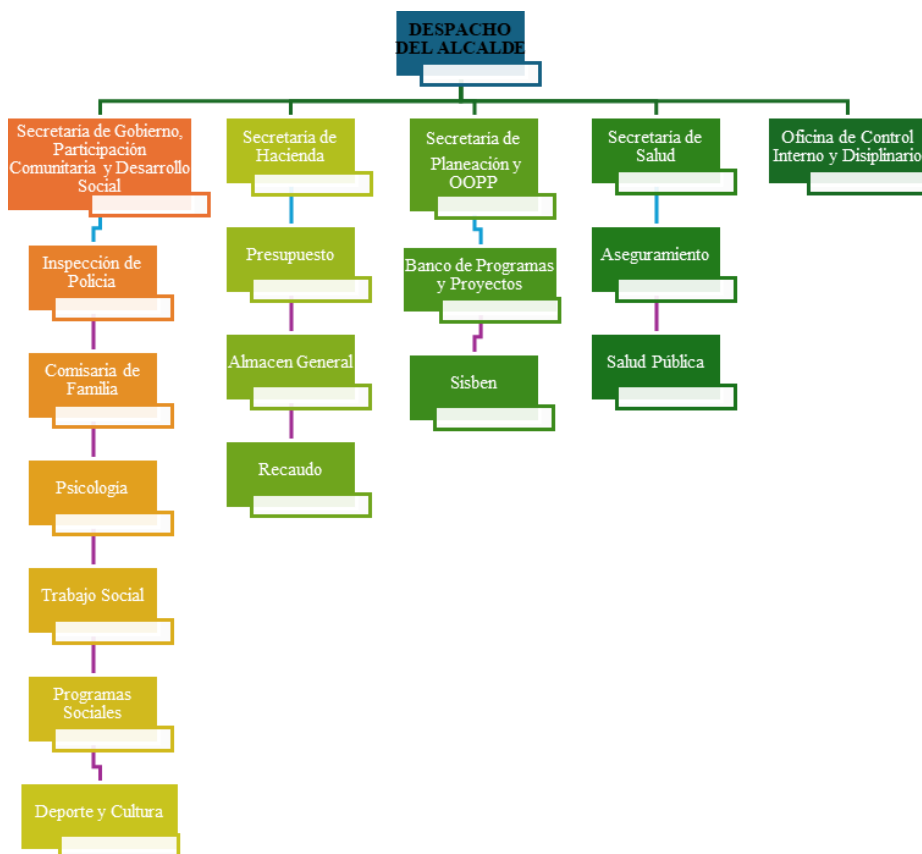 DESPACHO
DEL ALCALDE
Secretaría de Gobierno,
Participación
Comunitaria y Desarrollo
Social
Inspección de
Policia
Comisaria de
Familia
Psicologia
Trabajo Social
Programas
Sociales
Deporte y Cultura
Secretaria de
Hacienda
Presupuesto
Almacen General
Recaudo
Secretaria de
Planeación y
OOPP
Banco de Programas
y Proyectos
Sisben
Secretaria de
Salud
Aseguramiento
Salud Pública
Oficina de Control
Interno y Disiplinario